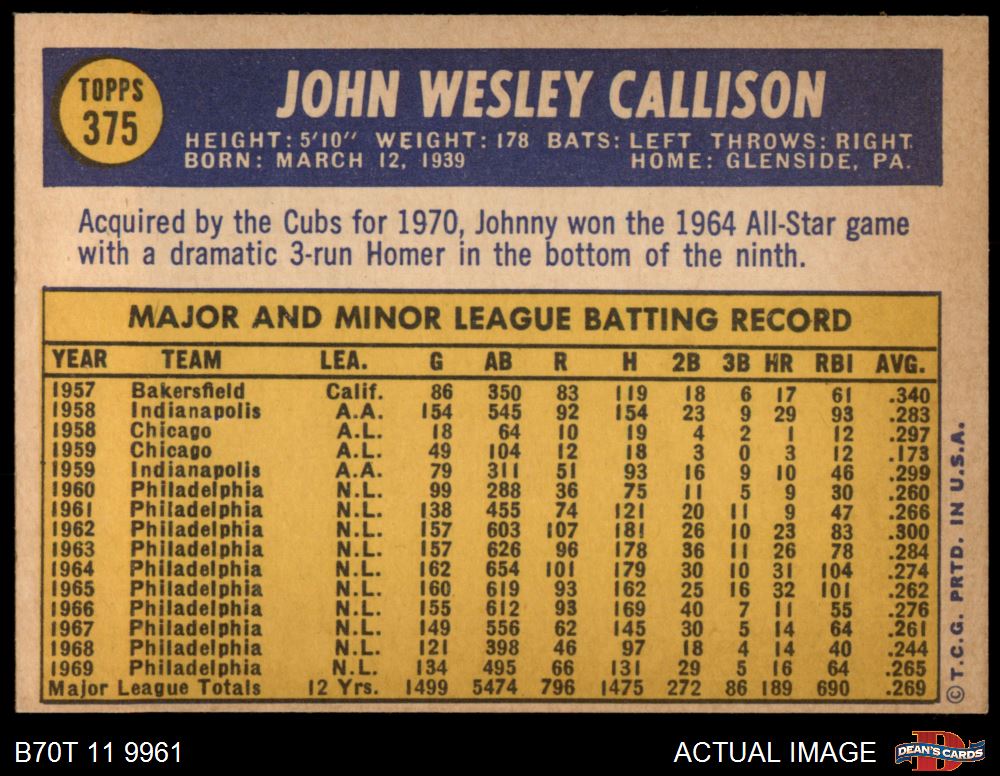 TOPPS
375
JOHN WESLEY CALLISON
HEIGHT: 5'10" WEIGHT: 178 BATS: LEFT THROWS: RIGHT
BORN: MARCH 12, 1939 HOME: GLENSIDE, PA.
Acquired by the Cubs for 1970, Johnny won the 1964 All-Star game
with a dramatic 3-run Homer in the bottom of the ninth.
MAJOR AND MINOR LEAGUE BATTING RECORD
YEAR TEAM LEA. G AB R H 2B 3B HR RBI AVG.
1957 Bakersfield Calif. 86 350 83 119 18 6 17 61 .340
1958 Indianapolis A.A. 154 545 92 154 23 9 29 93 .283
1958 Chicago A.L. 18 64 10 19 4 2 1 12 .297
1959 Chicago A.L. 49 104 12 18 3 0 3 12 .173
1959 Indianapolis A.A. 79 311 51 93 16 9 10 46 .299
1960 Philadelphia N.L. 99 288 36 75 11 5 9 30 .260
1961 Philadelphia N.L. 138 455 74 121 20 11 9 47 .266
1962 Philadelphia N.L. 157 603 107 181 26 10 23 83 .300
1963 Philadelphia N.L. 157 626 96 178 36 11 26 78 .284
1964 Philadelphia N.L. 162 654 101 179 30 10 31 104 .274
1965 Philadelphia N.L. 160 619 93 162 25 16 32 101 .262
1966 Philadelphia N.L. 155 612 93 169 40 7 11 55 .276
1967 Philadelphia N.L. 149 556 62 145 30 5 14 64 .261
1968 Philadelphia N.L. 121 398 46 97 18 4 14 40 .244
1969 Philadelphia N.L. 134 495 66 131 29 5 16 64 .265
Major League Totals 12 Yrs. 1499 5474 796 1475 272 86 189 690 .269
©T.C.G. PRTD. IN U.S.A.
B70T 11 9961 ACTUAL IMAGE
DEAN'S CARDS